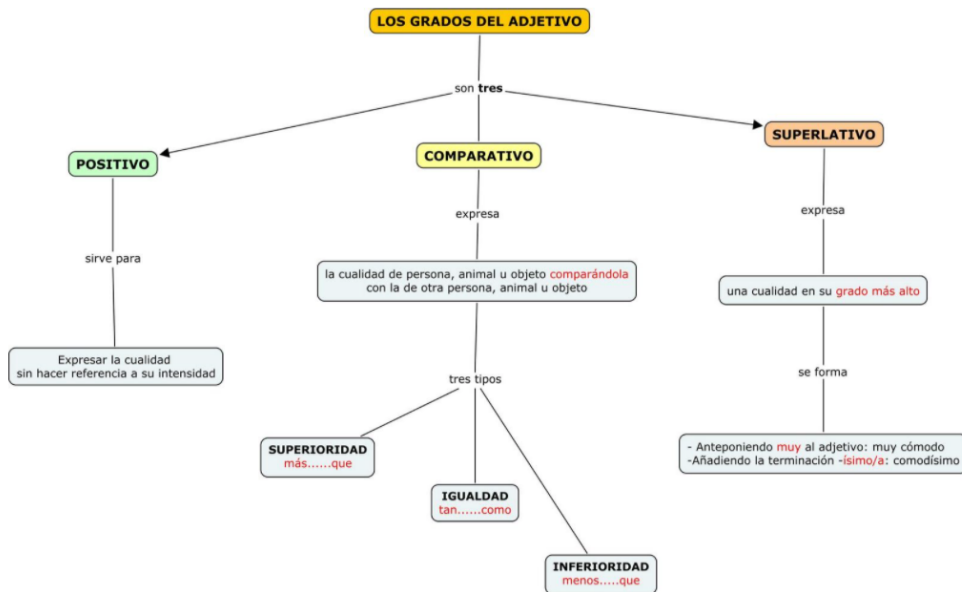 LOS GRADOS DEL ADJETIVO
son tres
POSITIVO
COMPARATIVO
SUPERLATIVO
sirve para
expresa
expresa
Expresar la cualidad
sin hacer referencia a su intensidad
la cualidad de persona, animal u objeto comparándola
con la de otra persona, animal u objeto
una cualidad en su grado más alto
tres tipos
se forma
SUPERIORIDAD
más......que
IGUALDAD
tan......como
INFERIORIDAD
menos.....que
- Anteponiendo muy al adjetivo: muy cómodo
-Añadiendo la terminación -ísimo/a: comodísimo